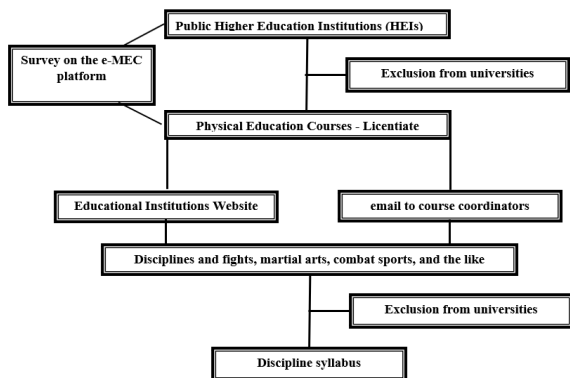 Public Higher Education Institutions (HEIs)
Survey on the e-MEC
platform
Exclusion from universities
Physical Education Courses - Licentiate
Educational Institutions Website
email to course coordinators
Disciplines and fights, martial arts, combat sports, and the like
Exclusion from universities
Discipline syllabus